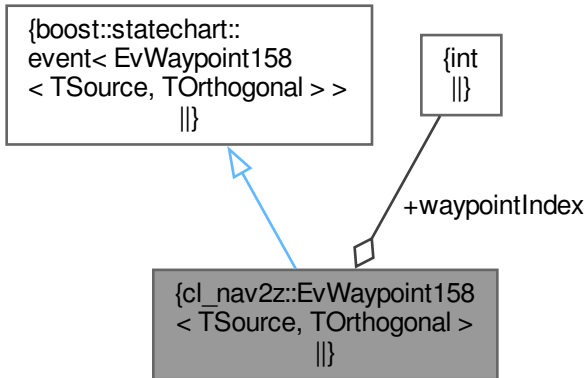 {boost::statechart::
event< EvWaypoint158
< TSource, TOrthogonal > >
||}
{int
||}
+waypointIndex
{cl_nav2z::EvWaypoint158
< TSource, TOrthogonal >
||}